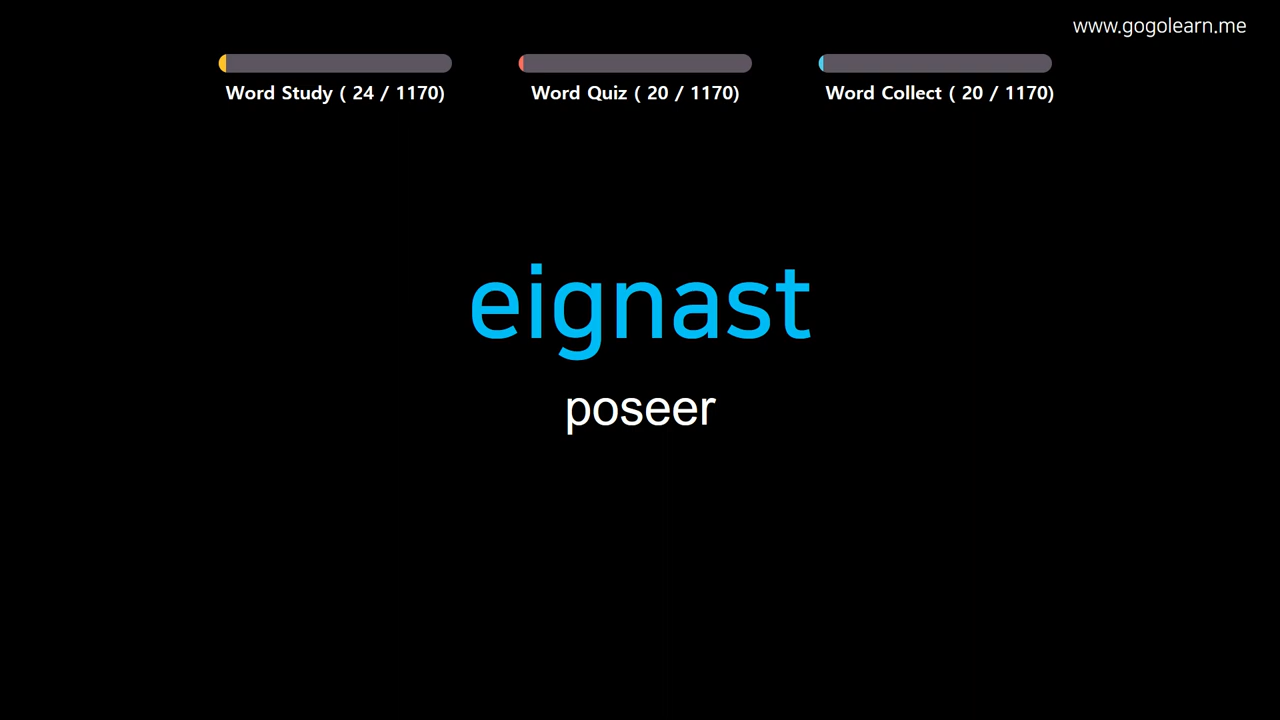 www.gogolearn.me
Word Study ( 24 / 1170)
Word Quiz ( 20 / 1170)
Word Collect ( 20 / 1170)
eignast
poseer